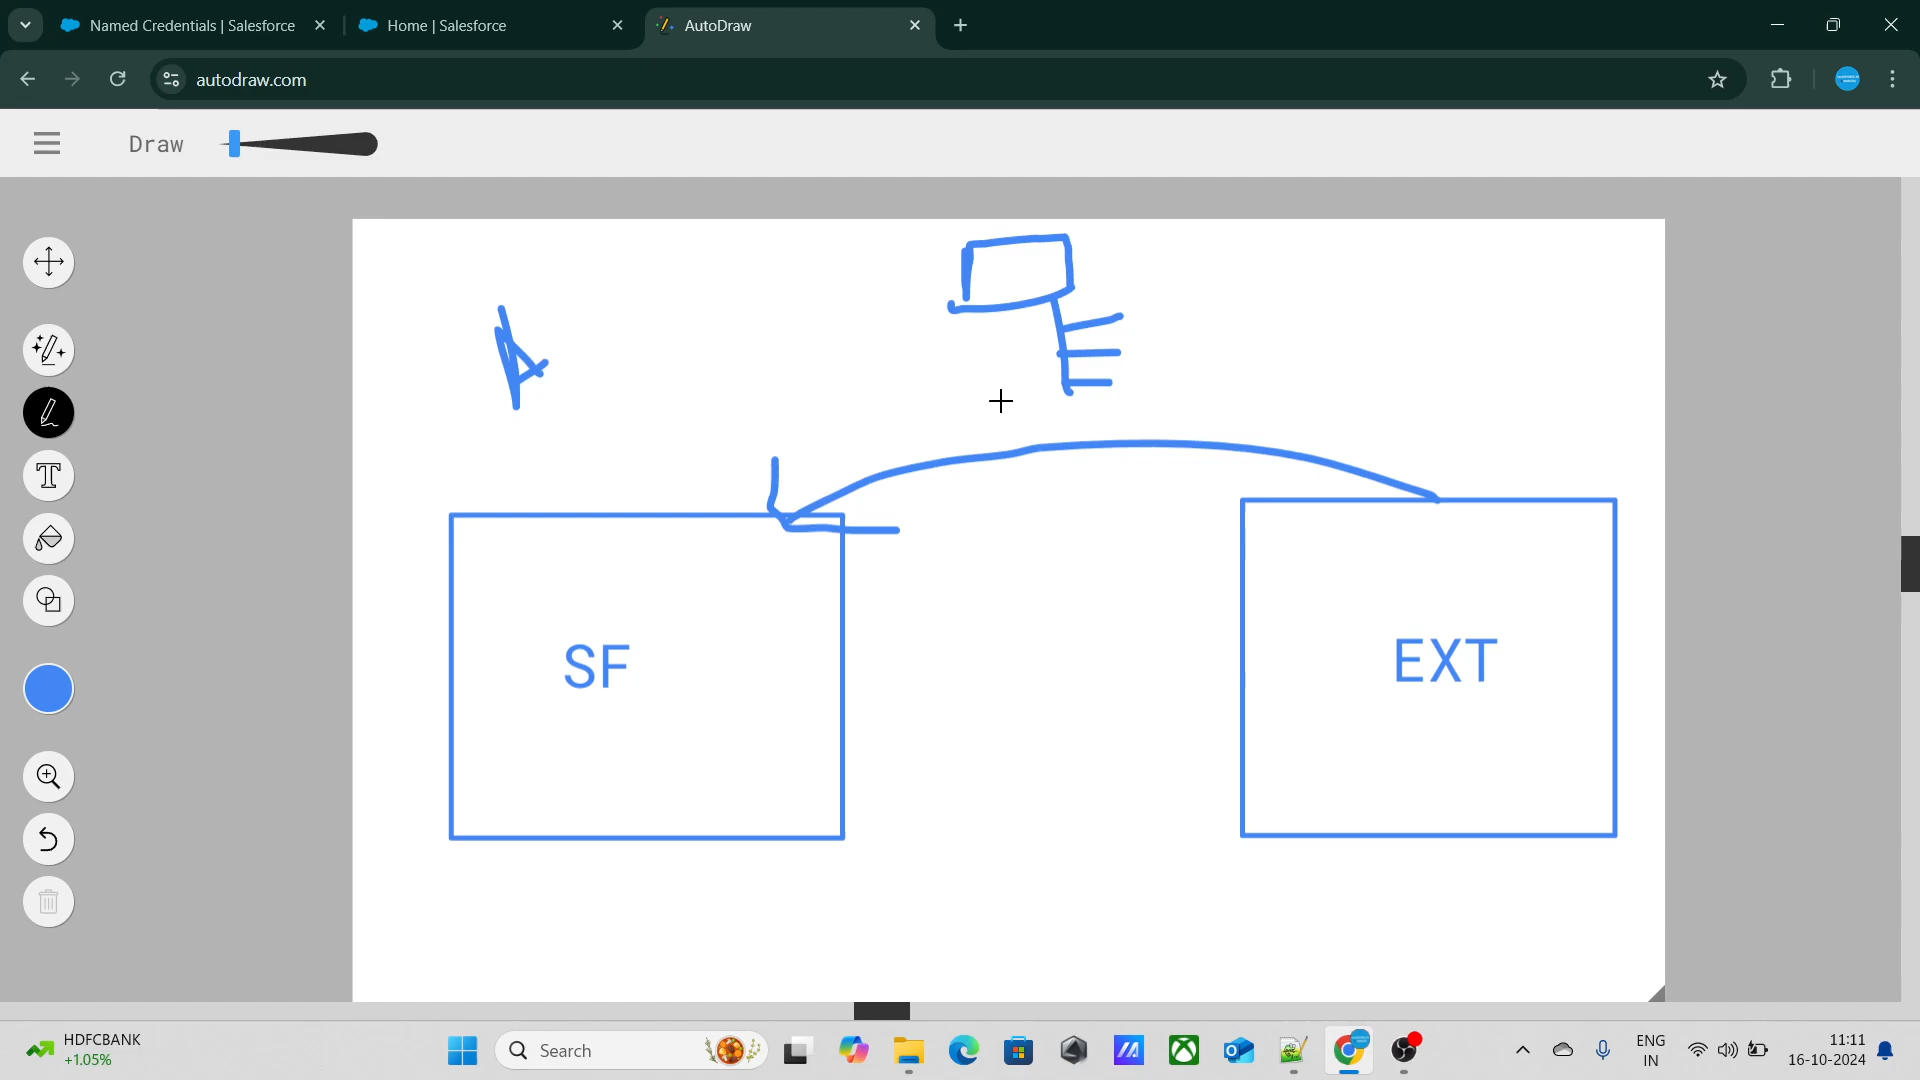 Named Credentials | Salesforce
Home | Salesforce
AutoDraw
autodraw.com
Draw
A
SF
EXT
HDFCBANK
+1.05%
Search
ENG
IN
11:11
16-10-2024